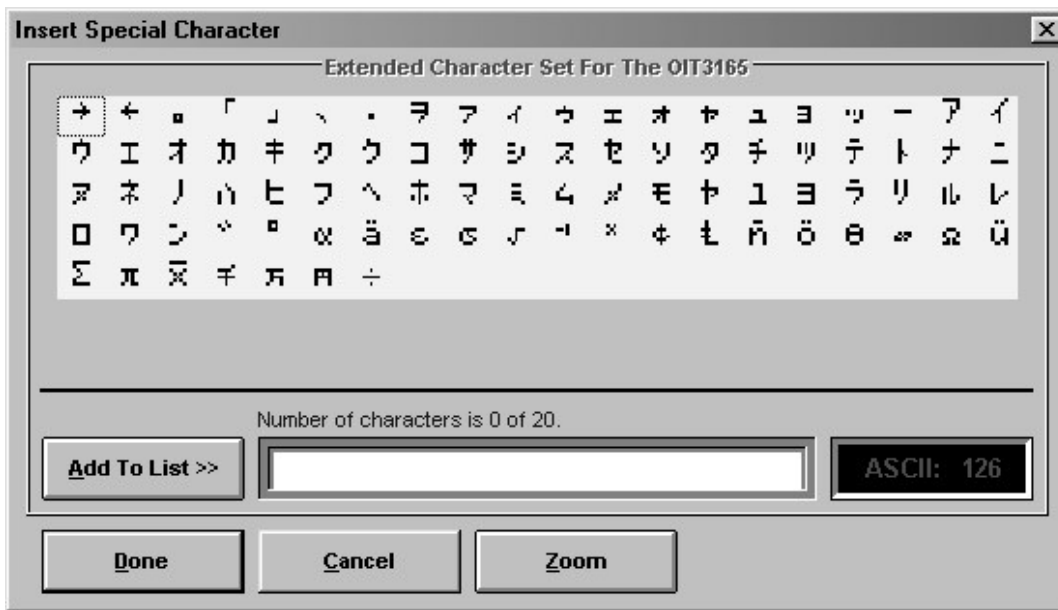 Insert Special Character
Extended Character Set For The OIT3165
→ ← 。 「 」 、 ・ ヲ ァ ィ ゥ ェ ォ ャ ュ ョ ッ ー ア イ
ウ エ オ カ キ ク ケ コ サ シ ス セ ソ タ チ ツ テ ト ナ ニ
ヌ ネ ノ ハ ヒ フ ヘ ホ マ ミ ム メ モ ヤ ユ ヨ ラ リ ル レ
ロ ワ ン ゛ ゜ α ä ε σ √ ⁻¹ ˣ ¢ Ł ñ ö θ ∞ Ω ü
Σ π x̄ 千 万 円 ÷
Number of characters is 0 of 20.
Add To List >>
ASCII: 126
Done Cancel Zoom